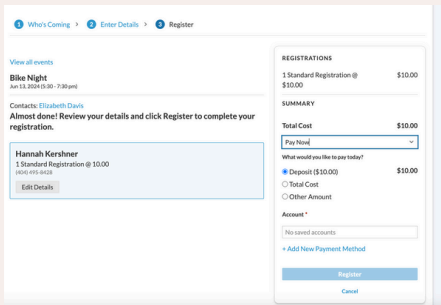 1 Who's Coming > 2 Enter Details > 3 Register
View all events
Bike Night
Jun 13, 2024 (5:30 - 7:30 pm)
Contacts: Elizabeth Davis
Almost done! Review your details and click Register to complete your
registration.
Hannah Kershner
1 Standard Registration @ 10.00
(404) 495-8428
Edit Details
REGISTRATIONS
1 Standard Registration @ $10.00
$10.00
SUMMARY
Total Cost $10.00
Pay Now
What would you like to pay today?
Deposit ($10.00) $10.00
Total Cost
Other Amount
Account *
No saved accounts
+ Add New Payment Method
Register
Cancel